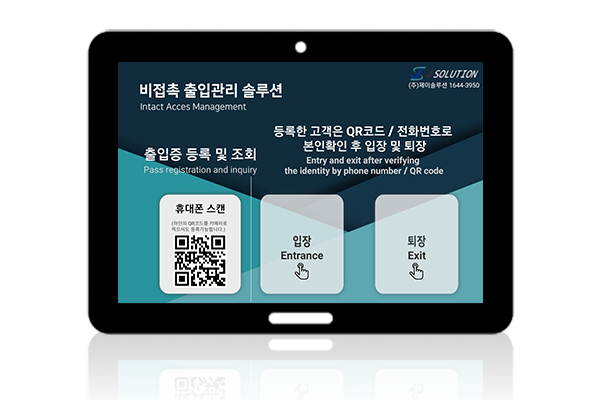 SOLUTION
(주)제이솔루션 1644-3950
비접촉 출입관리 솔루션
Intact Acces Management
출입증 등록 및 조회
Pass registration and inquiry
등록한 고객은 QR코드 / 전화번호로
본인확인 후 입장 및 퇴장
Entry and exit after verifying
the identity by phone number / QR code
휴대폰 스캔
(하단의 QR코드를 카메라로
찍으셔도 등록가능합니다.)
입장
Entrance
퇴장
Exit